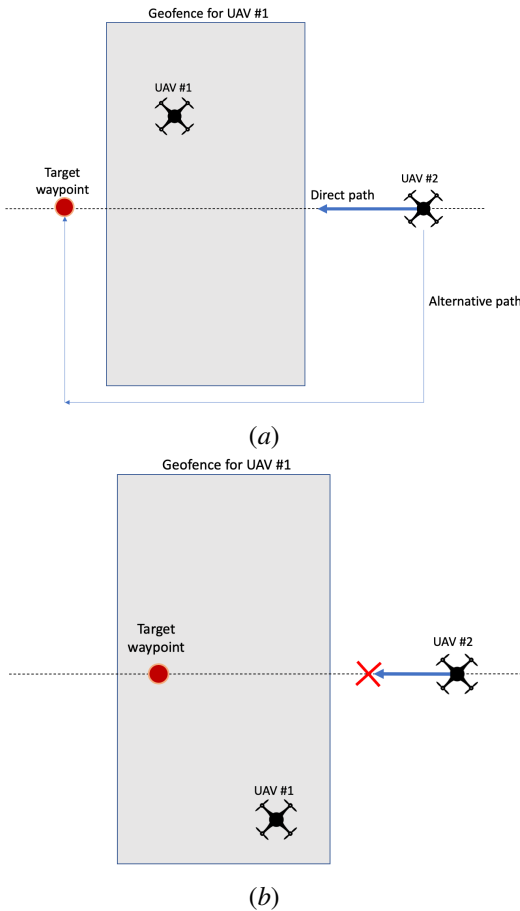 Geofence for UAV #1
UAV #1
Target
waypoint
UAV #2
Direct path
Alternative path
(a)
Geofence for UAV #1
Target
waypoint
UAV #2
UAV #1
(b)